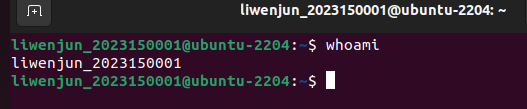 liwenjun_2023150001@ubuntu-2204: ~
liwenjun_2023150001@ubuntu-2204:~$ whoami
liwenjun_2023150001
liwenjun_2023150001@ubuntu-2204:~$